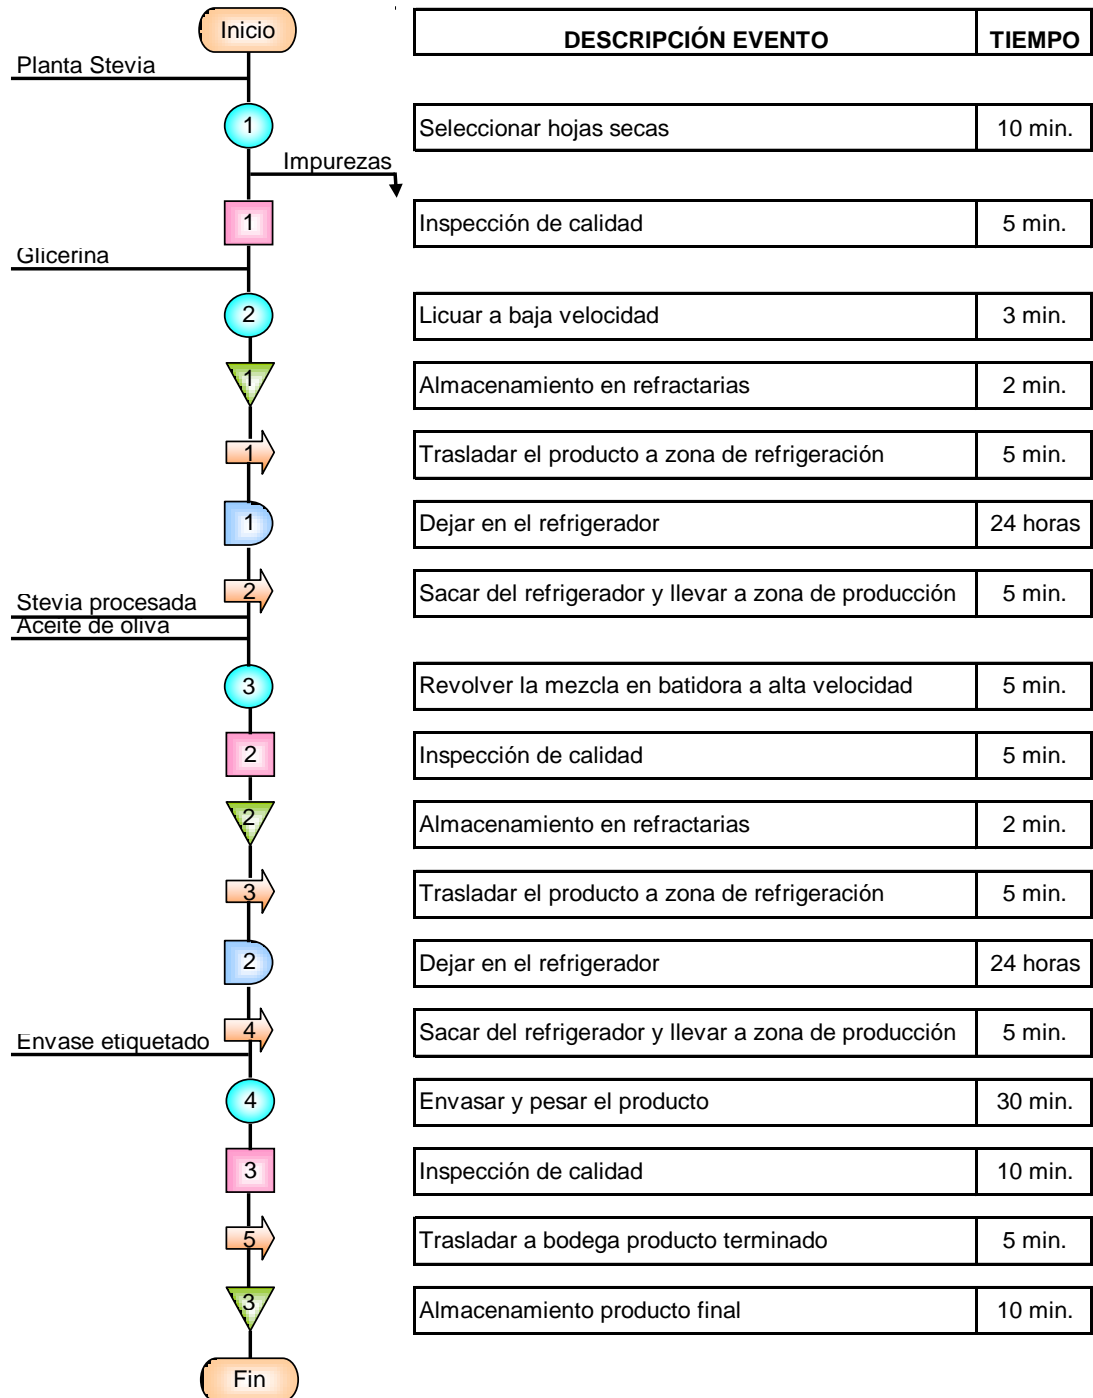 Inicio
DESCRIPCIÓN EVENTO TIEMPO
Planta Stevia
1 Seleccionar hojas secas 10 min.
Impurezas
1 Inspección de calidad 5 min.
Glicerina
2 Licuar a baja velocidad 3 min.
1 Almacenamiento en refractarias 2 min.
1 Trasladar el producto a zona de refrigeración 5 min.
1 Dejar en el refrigerador 24 horas
2 Sacar del refrigerador y llevar a zona de producción 5 min.
Stevia procesada
Aceite de oliva
3 Revolver la mezcla en batidora a alta velocidad 5 min.
2 Inspección de calidad 5 min.
2 Almacenamiento en refractarias 2 min.
3 Trasladar el producto a zona de refrigeración 5 min.
2 Dejar en el refrigerador 24 horas
4 Sacar del refrigerador y llevar a zona de producción 5 min.
Envase etiquetado
4 Envasar y pesar el producto 30 min.
3 Inspección de calidad 10 min.
5 Trasladar a bodega producto terminado 5 min.
3 Almacenamiento producto final 10 min.
Fin